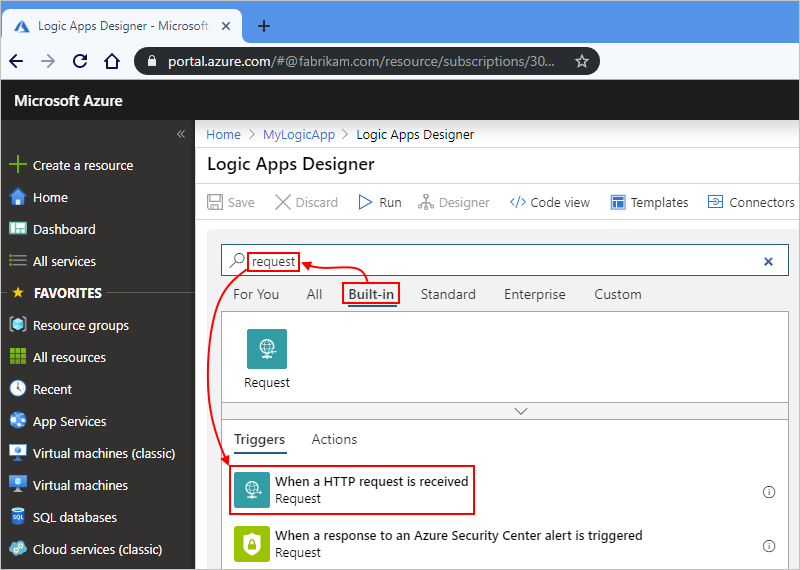 Logic Apps Designer - Microsoft
portal.azure.com/#@fabrikam.com/resource/subscriptions/30...
Microsoft Azure
Create a resource
Home
Dashboard
All services
FAVORITES
Resource groups
All resources
Recent
App Services
Virtual machines (classic)
Virtual machines
SQL databases
Cloud services (classic)
Home > MyLogicApp > Logic Apps Designer
Logic Apps Designer
Save Discard Run Designer </> Code view Templates Connectors
request
For You All Built-in Standard Enterprise Custom
Request
Triggers Actions
When a HTTP request is received
Request
When a response to an Azure Security Center alert is triggered
Request